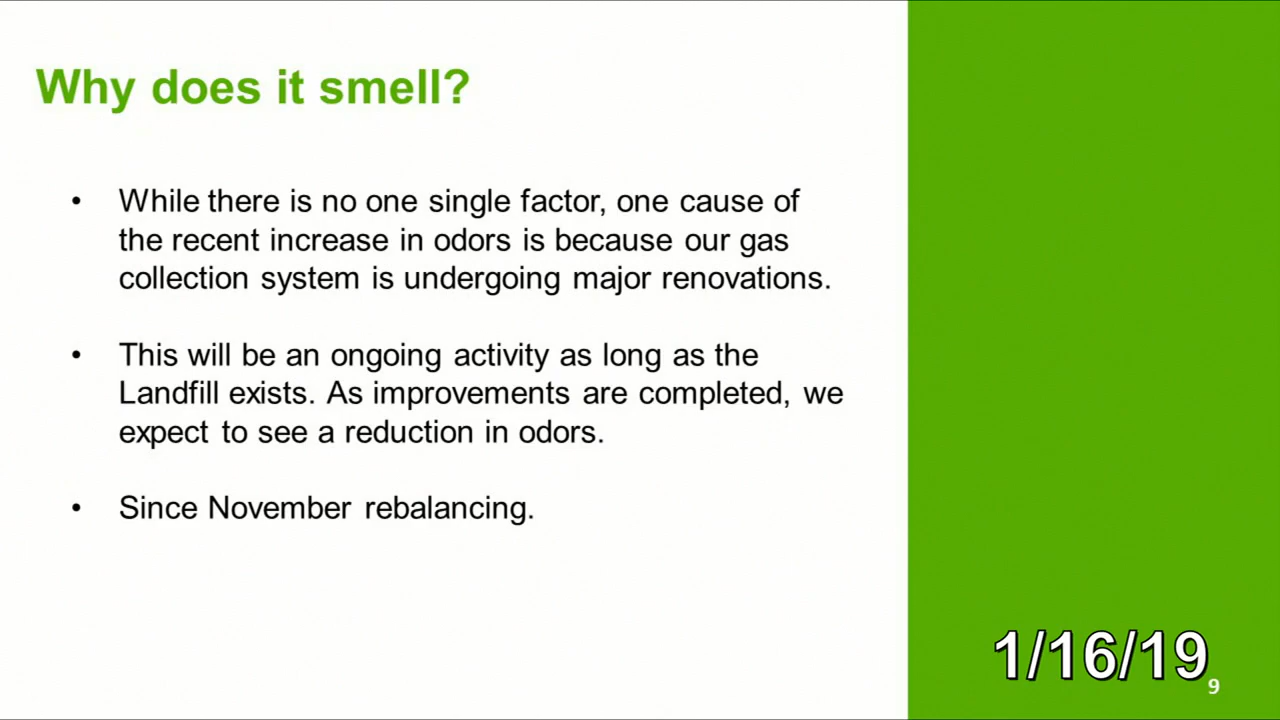 Why does it smell?
• While there is no one single factor, one cause of
the recent increase in odors is because our gas
collection system is undergoing major renovations.
• This will be an ongoing activity as long as the
Landfill exists. As improvements are completed, we
expect to see a reduction in odors.
• Since November rebalancing.
1/16/19
9